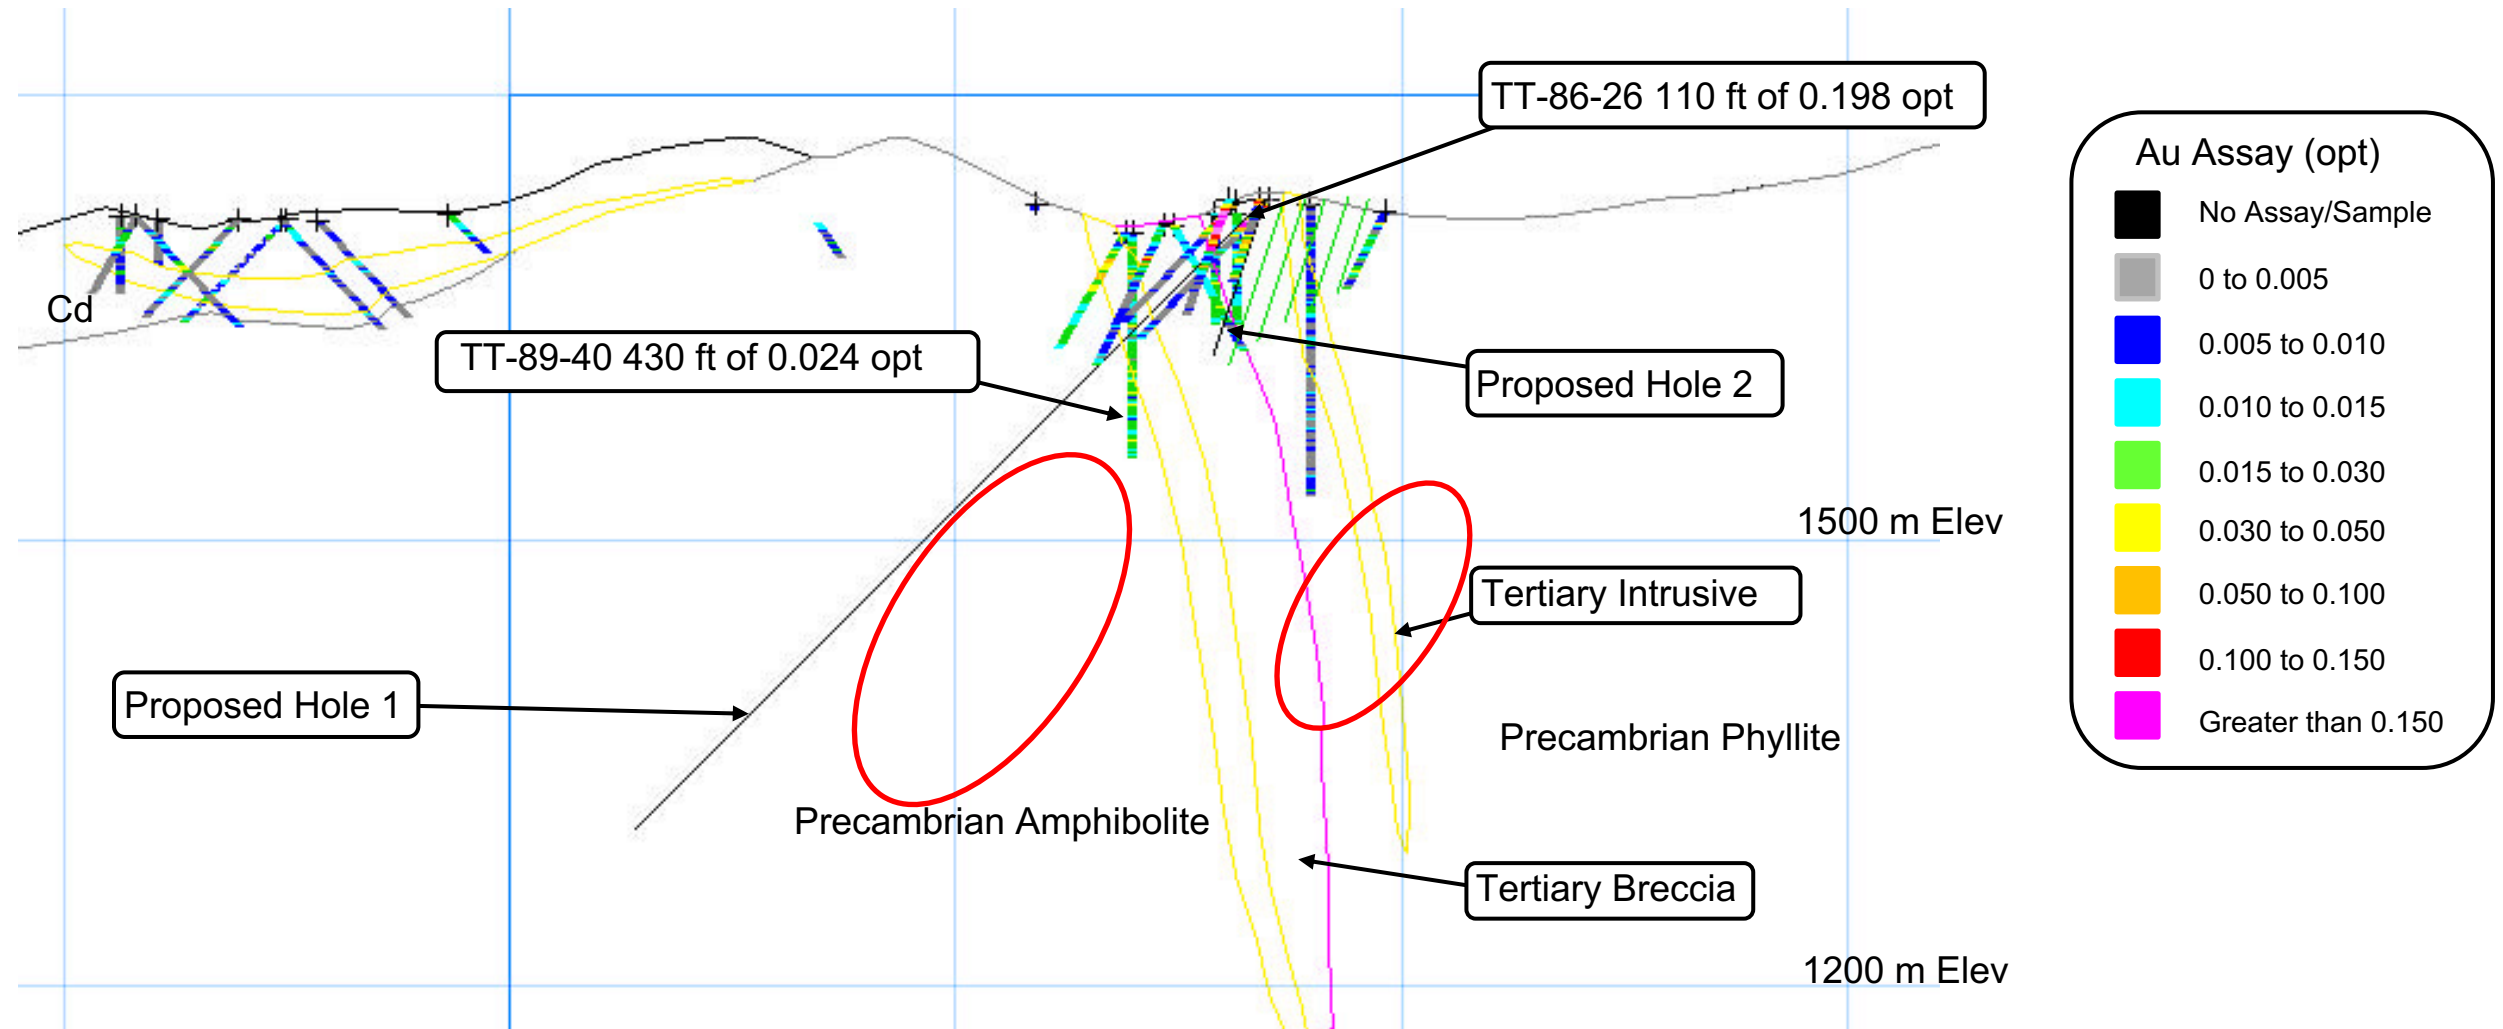 TT-86-26 110 ft of 0.198 opt
Cd
TT-89-40 430 ft of 0.024 opt
Proposed Hole 2
1500 m Elev
Tertiary Intrusive
Proposed Hole 1
Precambrian Phyllite
Precambrian Amphibolite
Tertiary Breccia
1200 m Elev
Au Assay (opt)
No Assay/Sample
0 to 0.005
0.005 to 0.010
0.010 to 0.015
0.015 to 0.030
0.030 to 0.050
0.050 to 0.100
0.100 to 0.150
Greater than 0.150